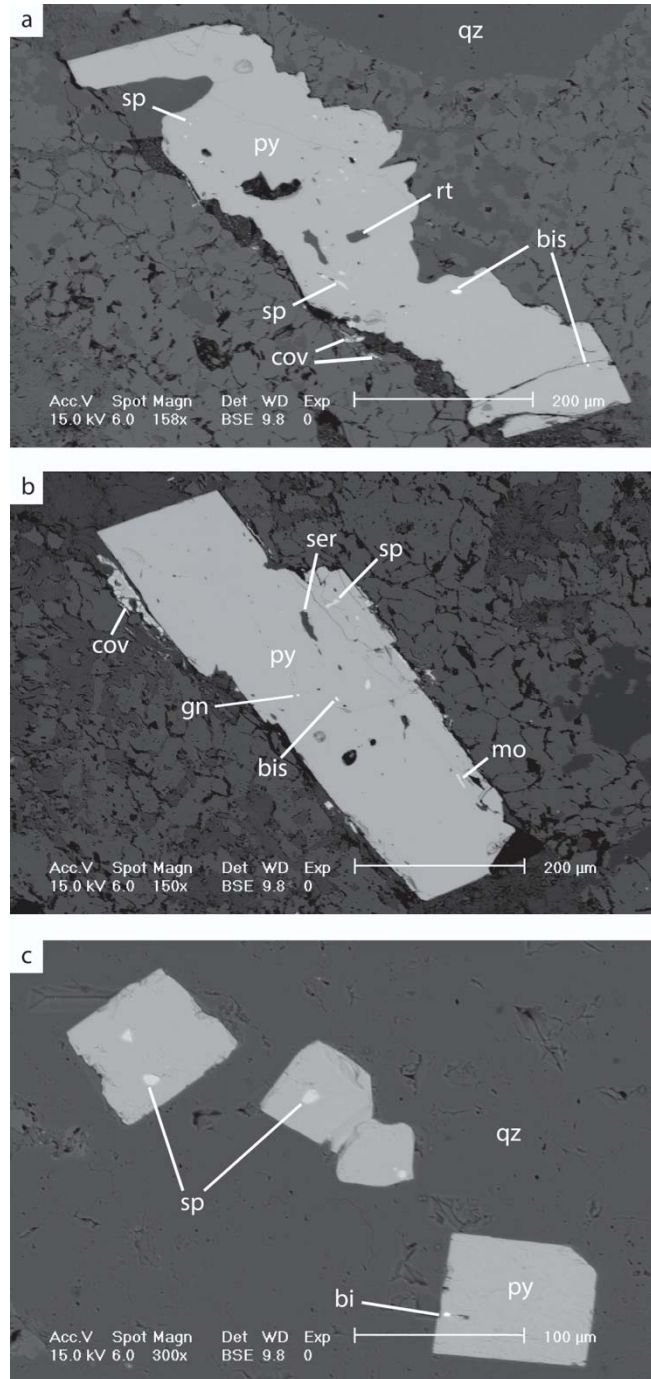 a
qz
sp
py
rt
bis
sp
cov
Acc.V Spot Magn Det WD Exp
15.0 kV 6.0 158x BSE 9.8 0
200 µm
b
ser
sp
cov
py
gn
bis
mo
Acc.V Spot Magn Det WD Exp
15.0 kV 6.0 150x BSE 9.8 0
200 µm
c
qz
sp
py
bi
Acc.V Spot Magn Det WD Exp
15.0 kV 6.0 300x BSE 9.8 0
100 µm